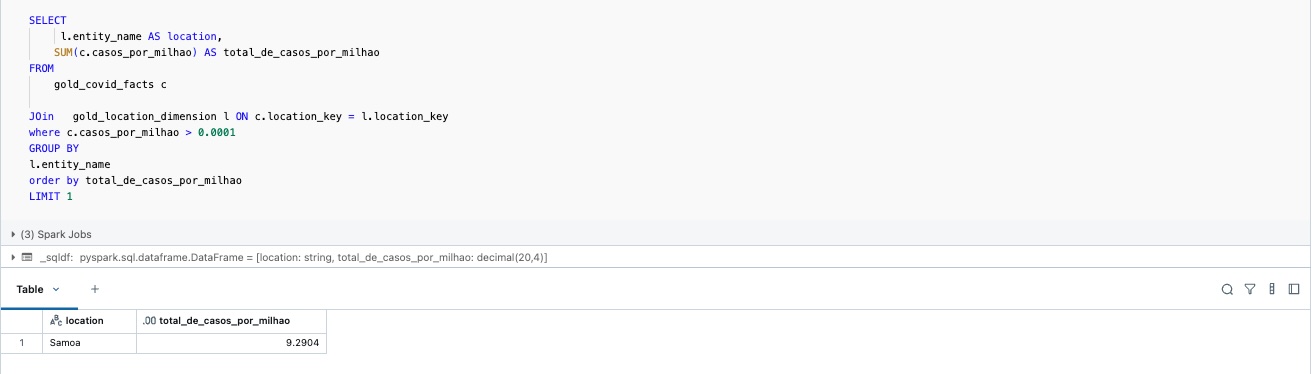 SELECT
l.entity_name AS location,
SUM(c.casos_por_milhao) AS total_de_casos_por_milhao
FROM
gold_covid_facts c
JOin gold_location_dimension l ON c.location_key = l.location_key
where c.casos_por_milhao > 0.0001
GROUP BY
l.entity_name
order by total_de_casos_por_milhao
LIMIT 1
(3) Spark Jobs
_sqldf: pyspark.sql.dataframe.DataFrame = [location: string, total_de_casos_por_milhao: decimal(20,4)]
Table +
ABC location .00 total_de_casos_por_milhao
1 Samoa 9.2904